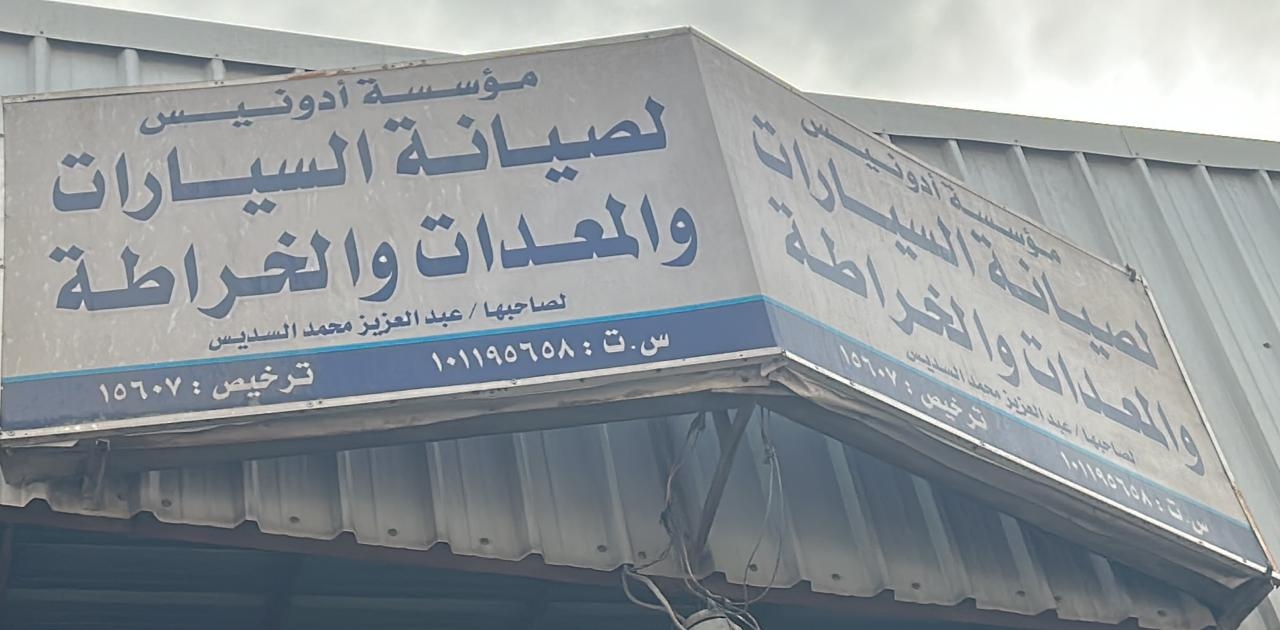 مؤسسة أدونيس
لصيانة السيارات
والمعدات والخراطة
لصاحبها / عبد العزيز محمد السديس
س.ت : ١٠١١٩٥٦٥٨ ترخيص : ١٥٦٠٧
مؤسسة أدونيس
لصيانة السيارات
والمعدات والخراطة
لصاحبها / عبد العزيز محمد السديس
س.ت : ١٠١١٩٥٦٥٨ ترخيص : ١٥٦٠٧